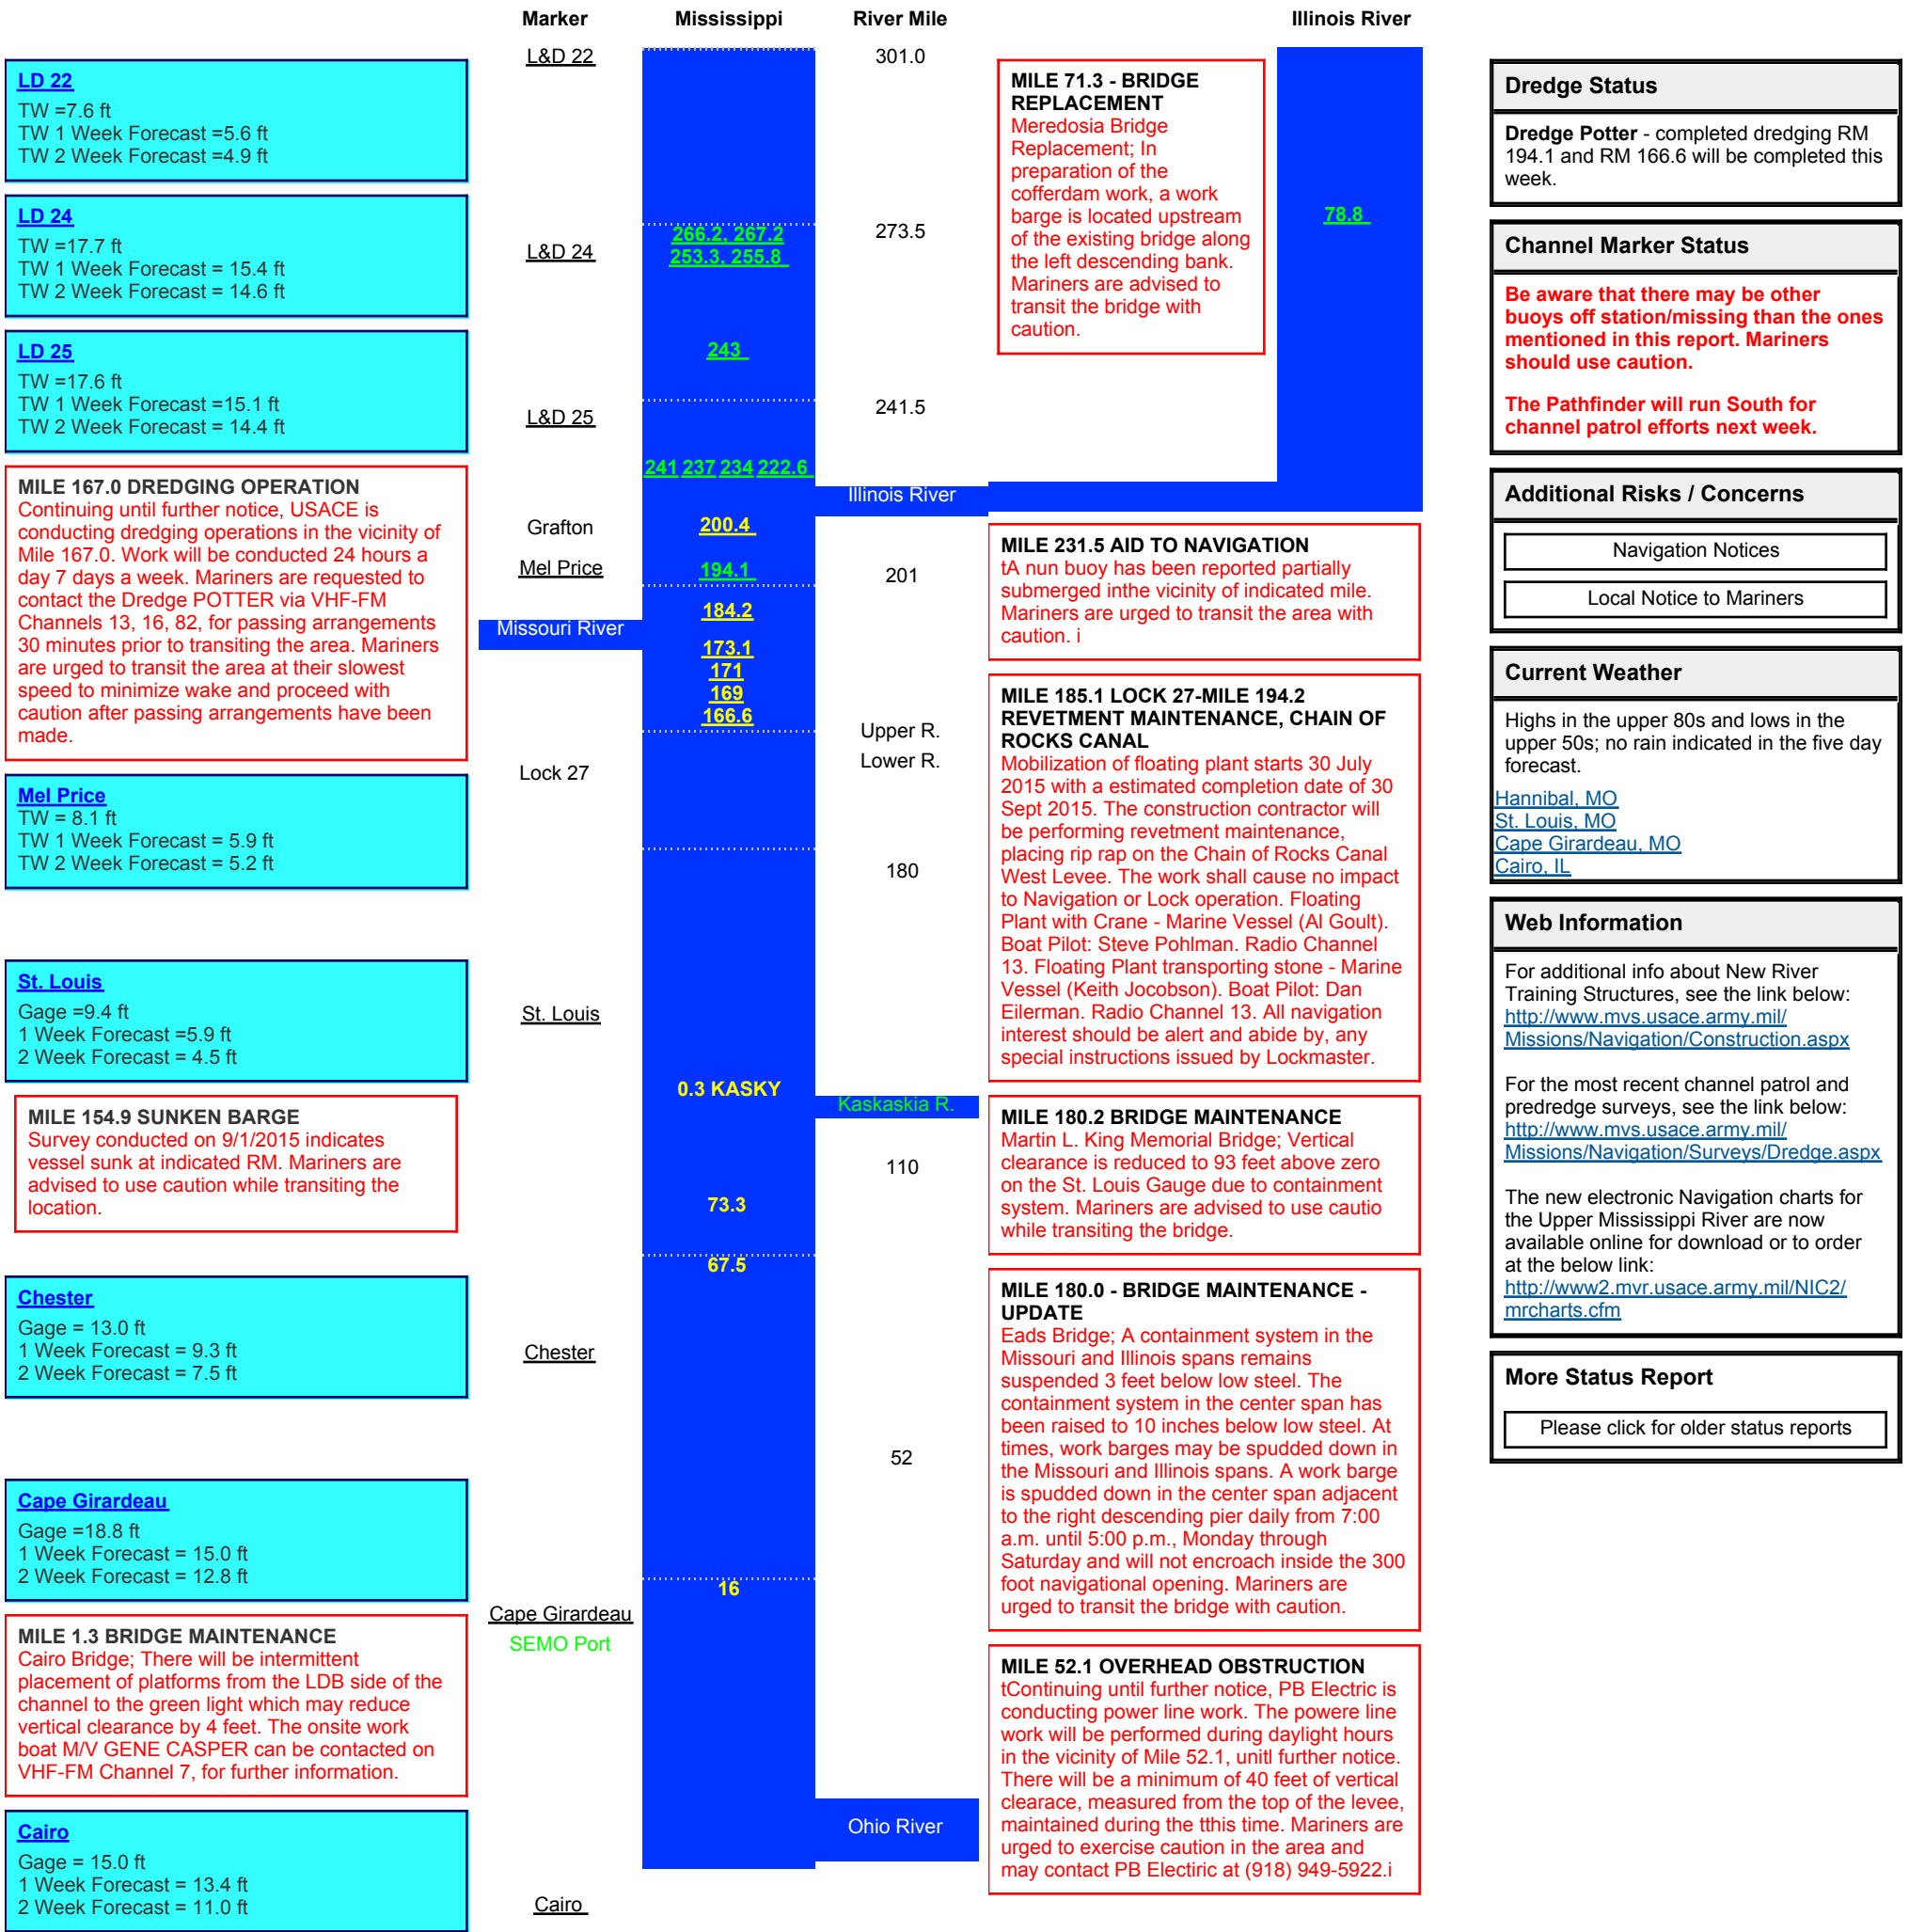 Marker
Mississippi
River Mile
Illinois River
LD 22
TW =7.6 ft
TW 1 Week Forecast =5.6 ft
TW 2 Week Forecast =4.9 ft
LD 24
TW =17.7 ft
TW 1 Week Forecast = 15.4 ft
TW 2 Week Forecast = 14.6 ft
LD 25
TW =17.6 ft
TW 1 Week Forecast =15.1 ft
TW 2 Week Forecast = 14.4 ft
MILE 167.0 DREDGING OPERATION
Continuing until further notice, USACE is
conducting dredging operations in the vicinity of
Mile 167.0. Work will be conducted 24 hours a
day 7 days a week. Mariners are requested to
contact the Dredge POTTER via VHF-FM
Channels 13, 16, 82, for passing arrangements
30 minutes prior to transiting the area. Mariners
are urged to transit the area at their slowest
speed to minimize wake and proceed with
caution after passing arrangements have been
made.
Mel Price
TW = 8.1 ft
TW 1 Week Forecast = 5.9 ft
TW 2 Week Forecast = 5.2 ft
St. Louis
Gage =9.4 ft
1 Week Forecast =5.9 ft
2 Week Forecast = 4.5 ft
MILE 154.9 SUNKEN BARGE
Survey conducted on 9/1/2015 indicates
vessel sunk at indicated RM. Mariners are
advised to use caution while transiting the
location.
Chester
Gage = 13.0 ft
1 Week Forecast = 9.3 ft
2 Week Forecast = 7.5 ft
Cape Girardeau
Gage =18.8 ft
1 Week Forecast = 15.0 ft
2 Week Forecast = 12.8 ft
MILE 1.3 BRIDGE MAINTENANCE
Cairo Bridge; There will be intermittent
placement of platforms from the LDB side of the
channel to the green light which may reduce
vertical clearance by 4 feet. The onsite work
boat M/V GENE CASPER can be contacted on
VHF-FM Channel 7, for further information.
Cairo
Gage = 15.0 ft
1 Week Forecast = 13.4 ft
2 Week Forecast = 11.0 ft
L&D 22
L&D 24
L&D 25
Grafton
Mel Price
Missouri River
Lock 27
St. Louis
Chester
Cape Girardeau
SEMO Port
Cairo
266.2, 267.2
253.3, 255.8
243
241 237 234 222.6
200.4
194.1
184.2
173.1
171
169
166.6
0.3 KASKY
73.3
67.5
16
301.0
273.5
241.5
Illinois River
201
Upper R.
Lower R.
180
Kaskaskia R.
110
52
Ohio River
MILE 71.3 - BRIDGE
REPLACEMENT
Meredosia Bridge
Replacement; In
preparation of the
cofferdam work, a work
barge is located upstream
of the existing bridge along
the left descending bank.
Mariners are advised to
transit the bridge with
caution.
78.8
MILE 231.5 AID TO NAVIGATION
tA nun buoy has been reported partially
submerged inthe vicinity of indicated mile.
Mariners are urged to transit the area with
caution. i
MILE 185.1 LOCK 27-MILE 194.2
REVETMENT MAINTENANCE, CHAIN OF
ROCKS CANAL
Mobilization of floating plant starts 30 July
2015 with a estimated completion date of 30
Sept 2015. The construction contractor will
be performing revetment maintenance,
placing rip rap on the Chain of Rocks Canal
West Levee. The work shall cause no impact
to Navigation or Lock operation. Floating
Plant with Crane - Marine Vessel (Al Goult).
Boat Pilot: Steve Pohlman. Radio Channel
13. Floating Plant transporting stone - Marine
Vessel (Keith Jocobson). Boat Pilot: Dan
Eilerman. Radio Channel 13. All navigation
interest should be alert and abide by, any
special instructions issued by Lockmaster.
MILE 180.2 BRIDGE MAINTENANCE
Martin L. King Memorial Bridge; Vertical
clearance is reduced to 93 feet above zero
on the St. Louis Gauge due to containment
system. Mariners are advised to use cautio
while transiting the bridge.
MILE 180.0 - BRIDGE MAINTENANCE -
UPDATE
Eads Bridge; A containment system in the
Missouri and Illinois spans remains
suspended 3 feet below low steel. The
containment system in the center span has
been raised to 10 inches below low steel. At
times, work barges may be spudded down in
the Missouri and Illinois spans. A work barge
is spudded down in the center span adjacent
to the right descending pier daily from 7:00
a.m. until 5:00 p.m., Monday through
Saturday and will not encroach inside the 300
foot navigational opening. Mariners are
urged to transit the bridge with caution.
MILE 52.1 OVERHEAD OBSTRUCTION
tContinuing until further notice, PB Electric is
conducting power line work. The powere line
work will be performed during daylight hours
in the vicinity of Mile 52.1, unitl further notice.
There will be a minimum of 40 feet of vertical
clearace, measured from the top of the levee,
maintained during the tthis time. Mariners are
urged to exercise caution in the area and
may contact PB Electiric at (918) 949-5922.i
Dredge Status
Dredge Potter - completed dredging RM
194.1 and RM 166.6 will be completed this
week.
Channel Marker Status
Be aware that there may be other
buoys off station/missing than the ones
mentioned in this report. Mariners
should use caution.
The Pathfinder will run South for
channel patrol efforts next week.
Additional Risks / Concerns
Navigation Notices
Local Notice to Mariners
Current Weather
Highs in the upper 80s and lows in the
upper 50s; no rain indicated in the five day
forecast.
Hannibal, MO
St. Louis, MO
Cape Girardeau, MO
Cairo, IL
Web Information
For additional info about New River
Training Structures, see the link below:
http://www.mvs.usace.army.mil/
Missions/Navigation/Construction.aspx
For the most recent channel patrol and
predredge surveys, see the link below:
http://www.mvs.usace.army.mil/
Missions/Navigation/Surveys/Dredge.aspx
The new electronic Navigation charts for
the Upper Mississippi River are now
available online for download or to order
at the below link:
http://www2.mvr.usace.army.mil/NIC2/
mrcharts.cfm
More Status Report
Please click for older status reports